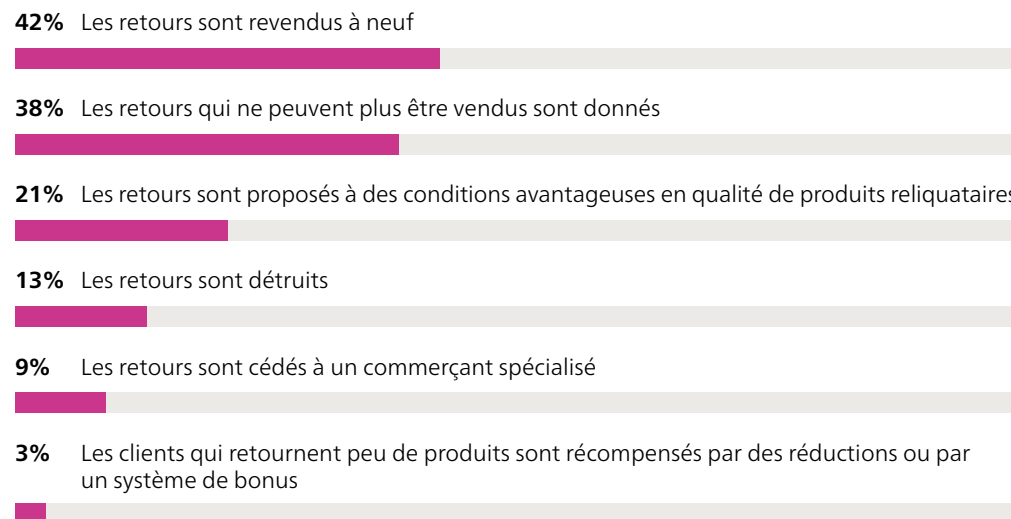 42% Les retours sont revendus à neuf
38% Les retours qui ne peuvent plus être vendus sont donnés
21% Les retours sont proposés à des conditions avantageuses en qualité de produits reliquataires
13% Les retours sont détruits
9% Les retours sont cédés à un commerçant spécialisé
3% Les clients qui retournent peu de produits sont récompensés par des réductions ou par
un système de bonus